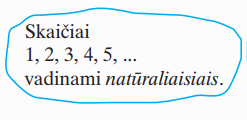 Skaičiai
1, 2, 3, 4, 5, ...
vadinami natūraliaisiais.